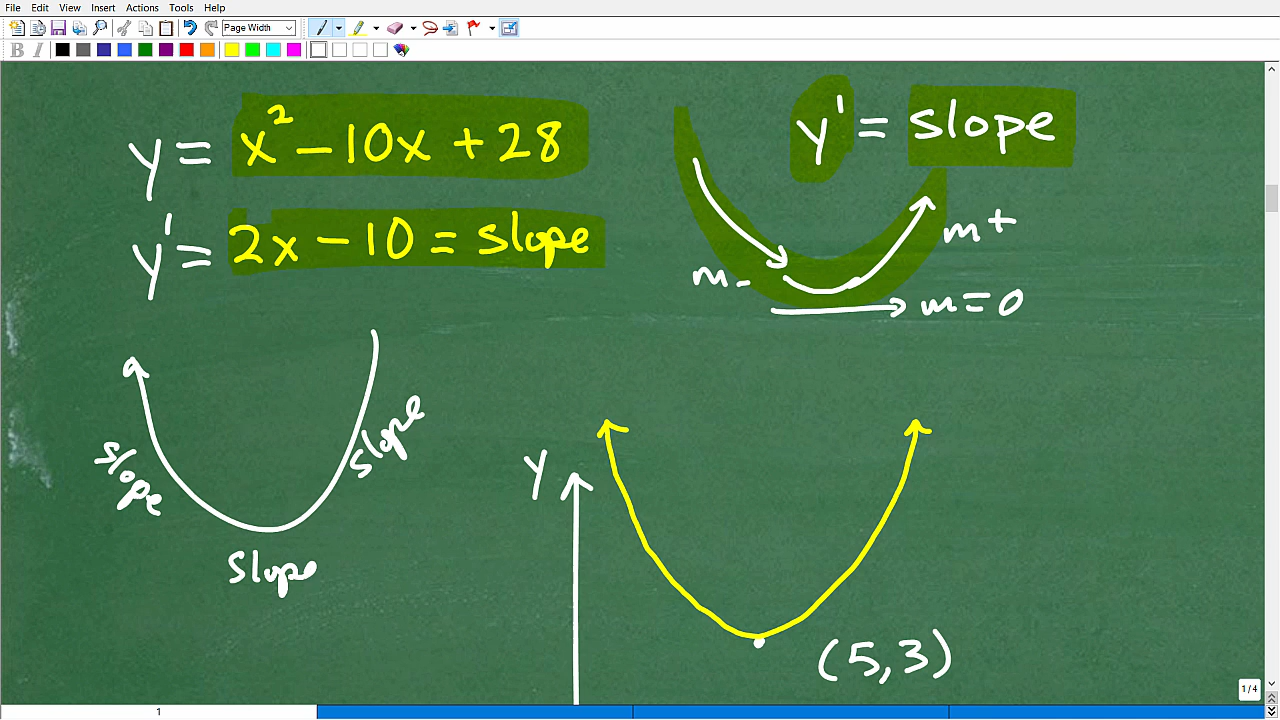 File Edit View Insert Actions Tools Help
Page Width
B I
y = x² − 10x + 28
y' = 2x − 10 = slope
y' = slope
m+
m-
m = 0
slope
slope
slope
y
(5,3)
1/4
1